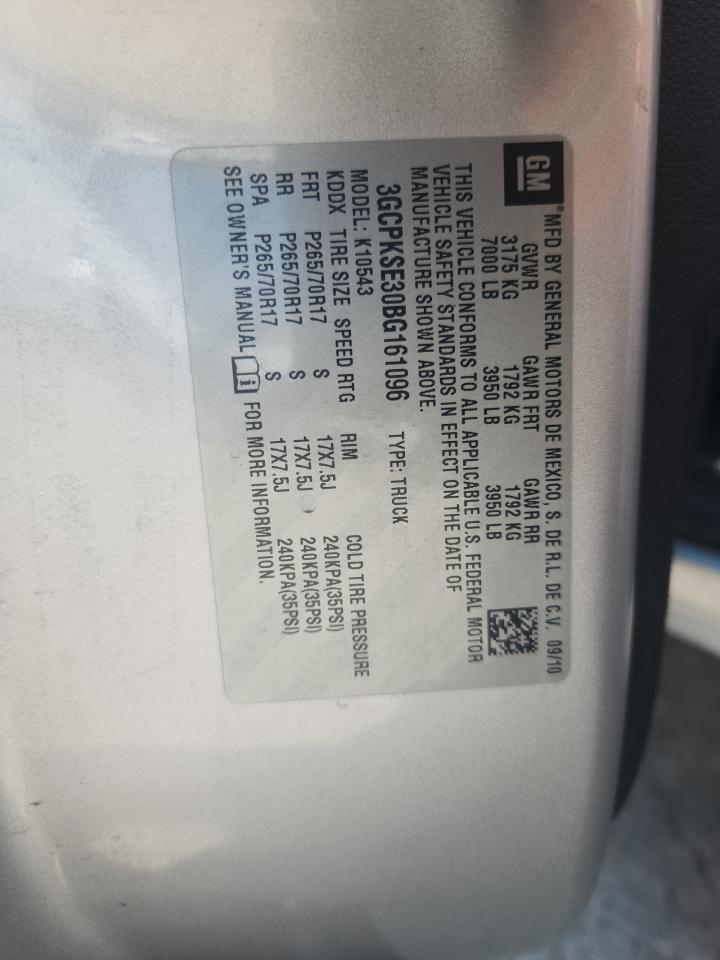 GM ® MFD BY GENERAL MOTORS DE MEXICO, S. DE R.L. DE C.V. 09/10
GVWR GAWR FRT GAWR RR
3175 KG 1792 KG 1792 KG
7000 LB 3950 LB 3950 LB
THIS VEHICLE CONFORMS TO ALL APPLICABLE U.S. FEDERAL MOTOR
VEHICLE SAFETY STANDARDS IN EFFECT ON THE DATE OF
MANUFACTURE SHOWN ABOVE.
3GCPKSE30BG161096 TYPE: TRUCK
MODEL: K10543
KDDX TIRE SIZE SPEED RTG RIM COLD TIRE PRESSURE
FRT P265/70R17 S 17X7.5J 240KPA(35PSI)
RR P265/70R17 S 17X7.5J 240KPA(35PSI)
SPA P265/70R17 S 17X7.5J 240KPA(35PSI)
SEE OWNER'S MANUAL i FOR MORE INFORMATION.